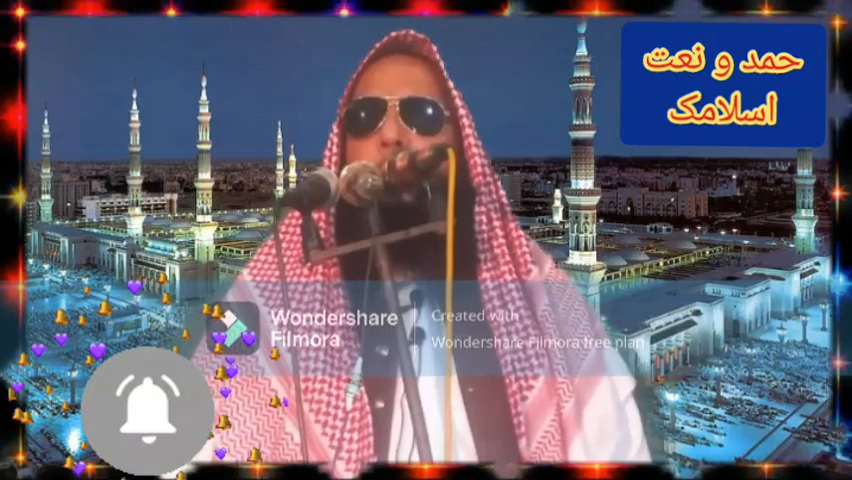 حمد و نعت
اسلامک
Wondershare
Filmora
Created with
Wondershare Filmora free plan